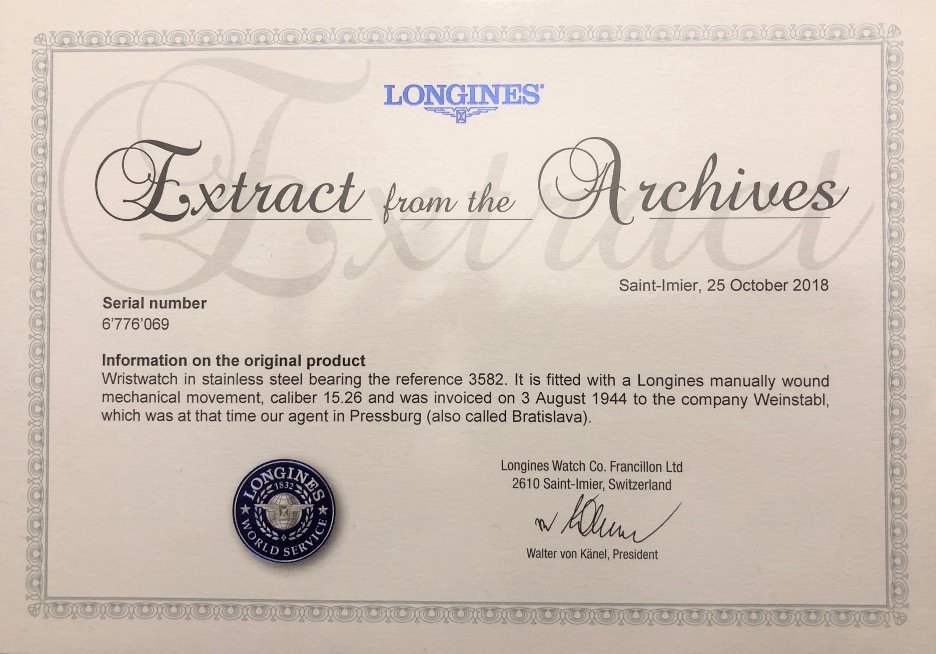 LONGINES®
Extract from the Archives
Saint-Imier, 25 October 2018
Serial number
6'776'069
Information on the original product
Wristwatch in stainless steel bearing the reference 3582. It is fitted with a Longines manually wound
mechanical movement, caliber 15.26 and was invoiced on 3 August 1944 to the company Weinstabl,
which was at that time our agent in Pressburg (also called Bratislava).
Longines Watch Co. Francillon Ltd
2610 Saint-Imier, Switzerland
Walter von Känel, President
LONGINES
1832
WORLD SERVICE
Extract